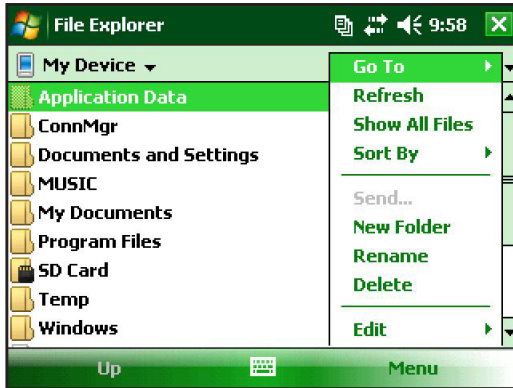 File Explorer 9:58
My Device
Application Data
ConnMgr
Documents and Settings
MUSIC
My Documents
Program Files
SD Card
Temp
Windows
Go To
Refresh
Show All Files
Sort By
Send...
New Folder
Rename
Delete
Edit
Up Menu